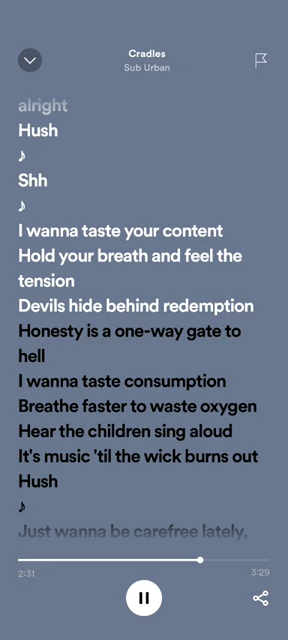 Cradles
Sub Urban
alright
Hush
♪
Shh
♪
I wanna taste your content
Hold your breath and feel the
tension
Devils hide behind redemption
Honesty is a one-way gate to
hell
I wanna taste consumption
Breathe faster to waste oxygen
Hear the children sing aloud
It's music 'til the wick burns out
Hush
♪
Just wanna be carefree lately,
2:31
3:29